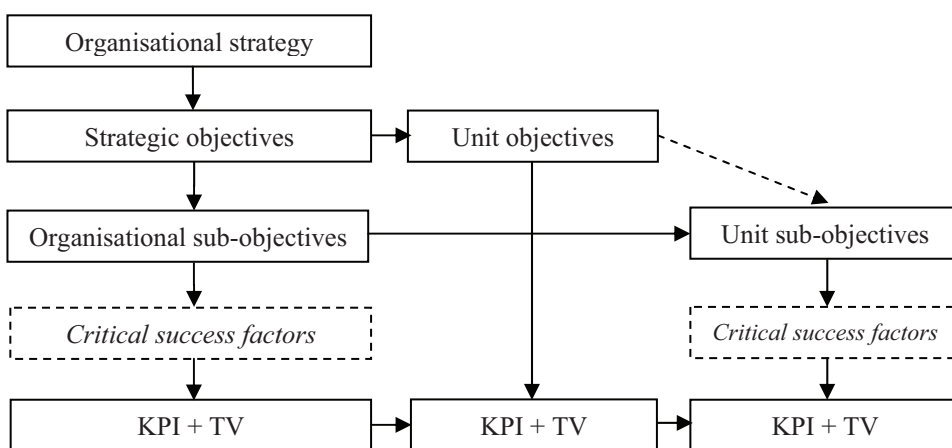 Organisational strategy
Strategic objectives
Unit objectives
Organisational sub-objectives
Unit sub-objectives
Critical success factors
Critical success factors
KPI + TV
KPI + TV
KPI + TV